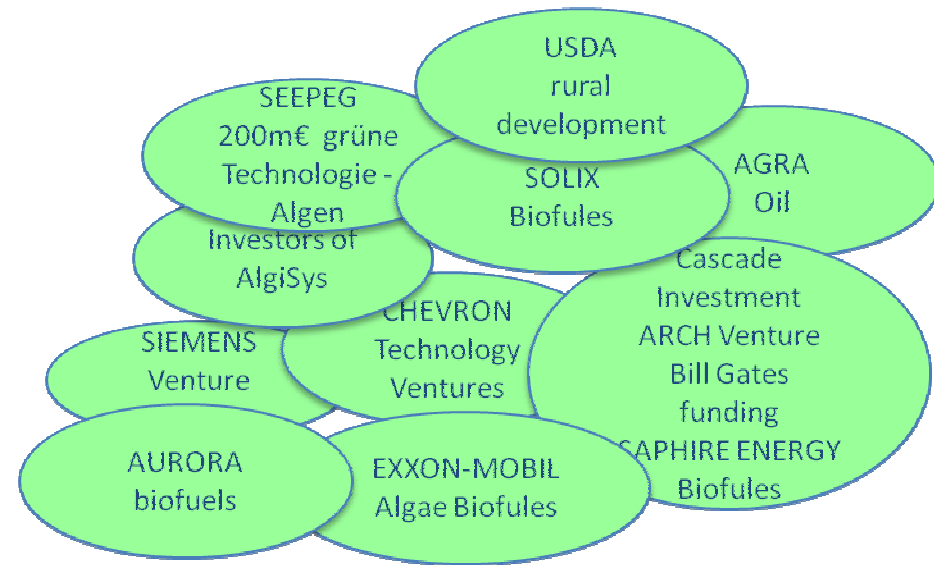 USDA
rural
development
SEEPEG
200m€ grüne
Technologie -
Algen
AGRA
Oil
SOLIX
Biofules
Investors of
AlgiSys
Cascade
Investment
ARCH Venture
Bill Gates
funding
SAPHIRE ENERGY
Biofules
CHEVRON
Technology
Ventures
SIEMENS
Venture
AURORA
biofuels
EXXON-MOBIL
Algae Biofules